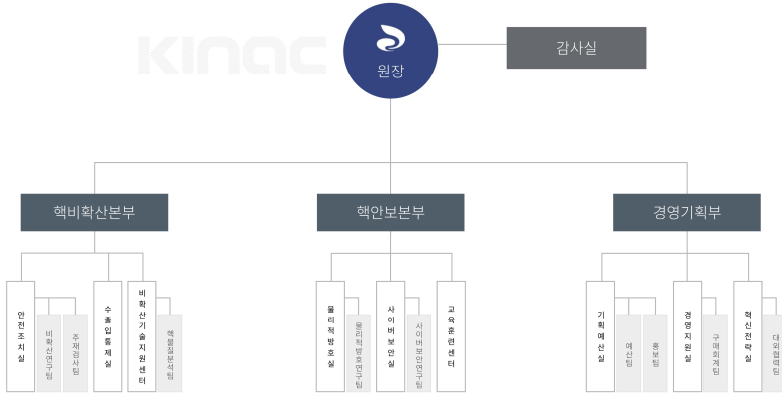 kinac
원장
감사실
핵비확산본부
핵안보본부
경영기획부
안전조치실
비확산연구팀
주재검사팀
수출입통제실
비확산기술지원센터
핵물질분석팀
물리적방호실
물리적방호연구팀
사이버보안실
사이버보안연구팀
교육훈련센터
기획예산실
예산팀
홍보팀
경영지원실
구매회계팀
혁신전략실
대외협력팀